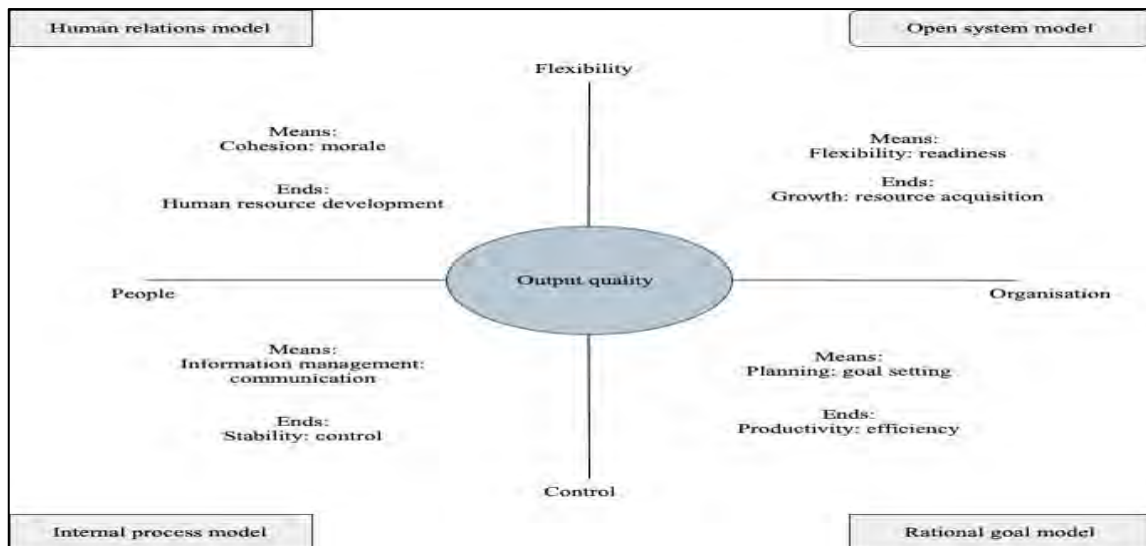 Human relations model
Open system model
Flexibility
Means:
Cohesion: morale
Ends:
Human resource development
Means:
Flexibility: readiness
Ends:
Growth: resource acquisition
Output quality
People
Organisation
Means:
Information management:
communication
Ends:
Stability: control
Means:
Planning: goal setting
Ends:
Productivity: efficiency
Control
Internal process model
Rational goal model